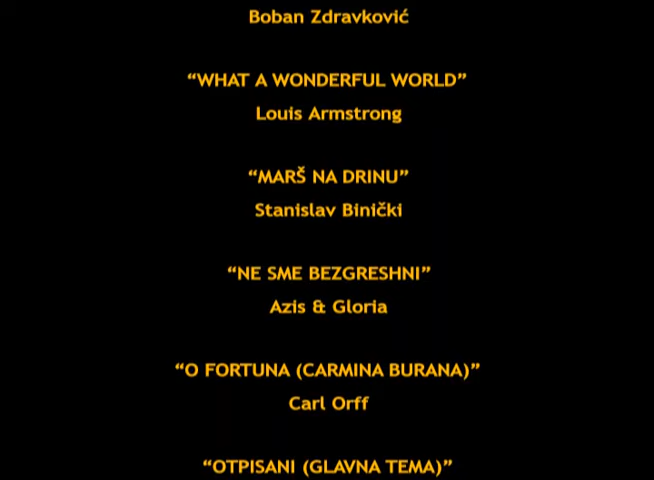 Boban Zdravković
“WHAT A WONDERFUL WORLD”
Louis Armstrong
“MARŠ NA DRINU”
Stanislav Binički
“NE SME BEZGRESHNI”
Azis & Gloria
“O FORTUNA (CARMINA BURANA)”
Carl Orff
“OTPISANI (GLAVNA TEMA)”